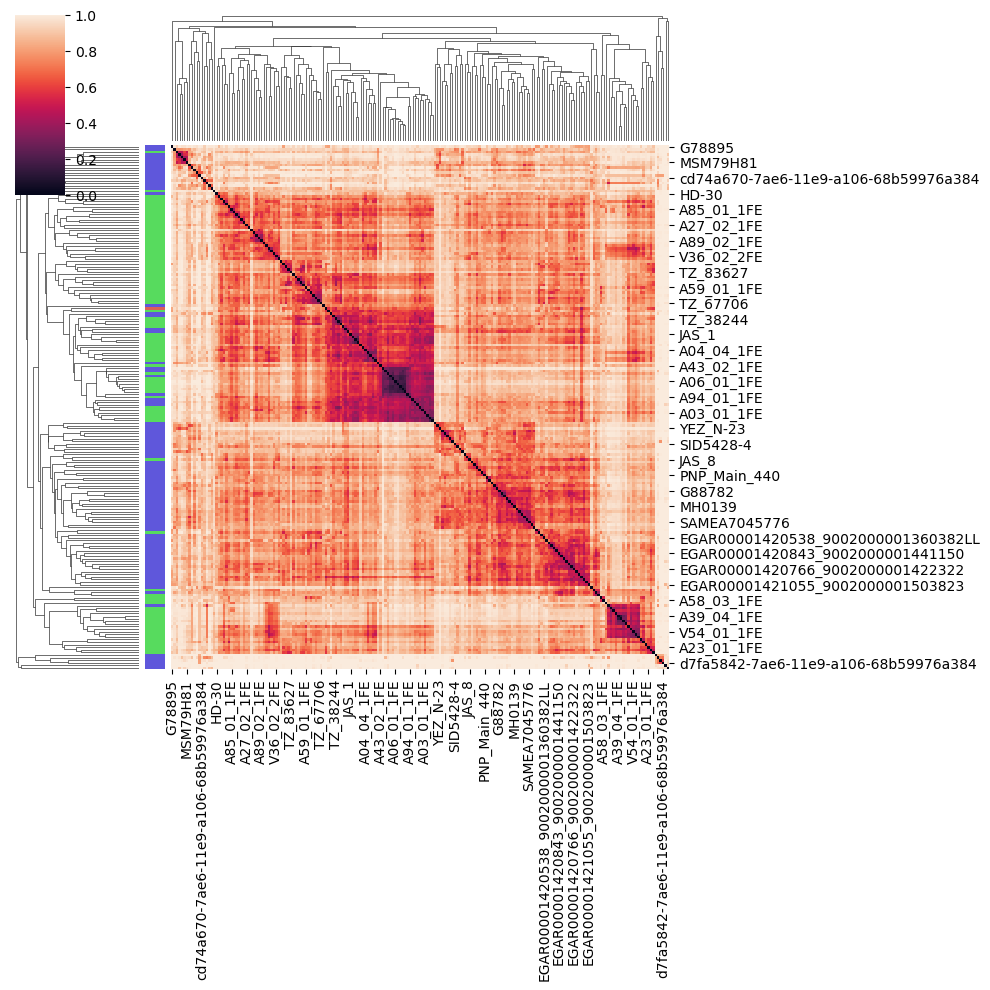 1.0
0.8
0.6
0.4
0.2
0.0
G78895
MSM79H81
cd74a670-7ae6-11e9-a106-68b59976a384
HD-30
A85_01_1FE
A27_02_1FE
A89_02_1FE
V36_02_2FE
TZ_83627
A59_01_1FE
TZ_67706
TZ_38244
JAS_1
A04_04_1FE
A43_02_1FE
A06_01_1FE
A94_01_1FE
A03_01_1FE
YEZ_N-23
SID5428-4
JAS_8
PNP_Main_440
G88782
MH0139
SAMEA7045776
EGAR00001420538_9002000001360382LL
EGAR00001420843_9002000001441150
EGAR00001420766_9002000001422322
EGAR00001421055_9002000001503823
A58_03_1FE
A39_04_1FE
V54_01_1FE
A23_01_1FE
d7fa5842-7ae6-11e9-a106-68b59976a384
G78895
MSM79H81
cd74a670-7ae6-11e9-a106-68b59976a384
HD-30
A85_01_1FE
A27_02_1FE
A89_02_1FE
V36_02_2FE
TZ_83627
A59_01_1FE
TZ_67706
TZ_38244
JAS_1
A04_04_1FE
A43_02_1FE
A06_01_1FE
A94_01_1FE
A03_01_1FE
YEZ_N-23
SID5428-4
JAS_8
PNP_Main_440
G88782
MH0139
SAMEA7045776
EGAR00001420538_9002000001360382LL
EGAR00001420843_9002000001441150
EGAR00001420766_9002000001422322
EGAR00001421055_9002000001503823
A58_03_1FE
A39_04_1FE
V54_01_1FE
A23_01_1FE
d7fa5842-7ae6-11e9-a106-68b59976a384